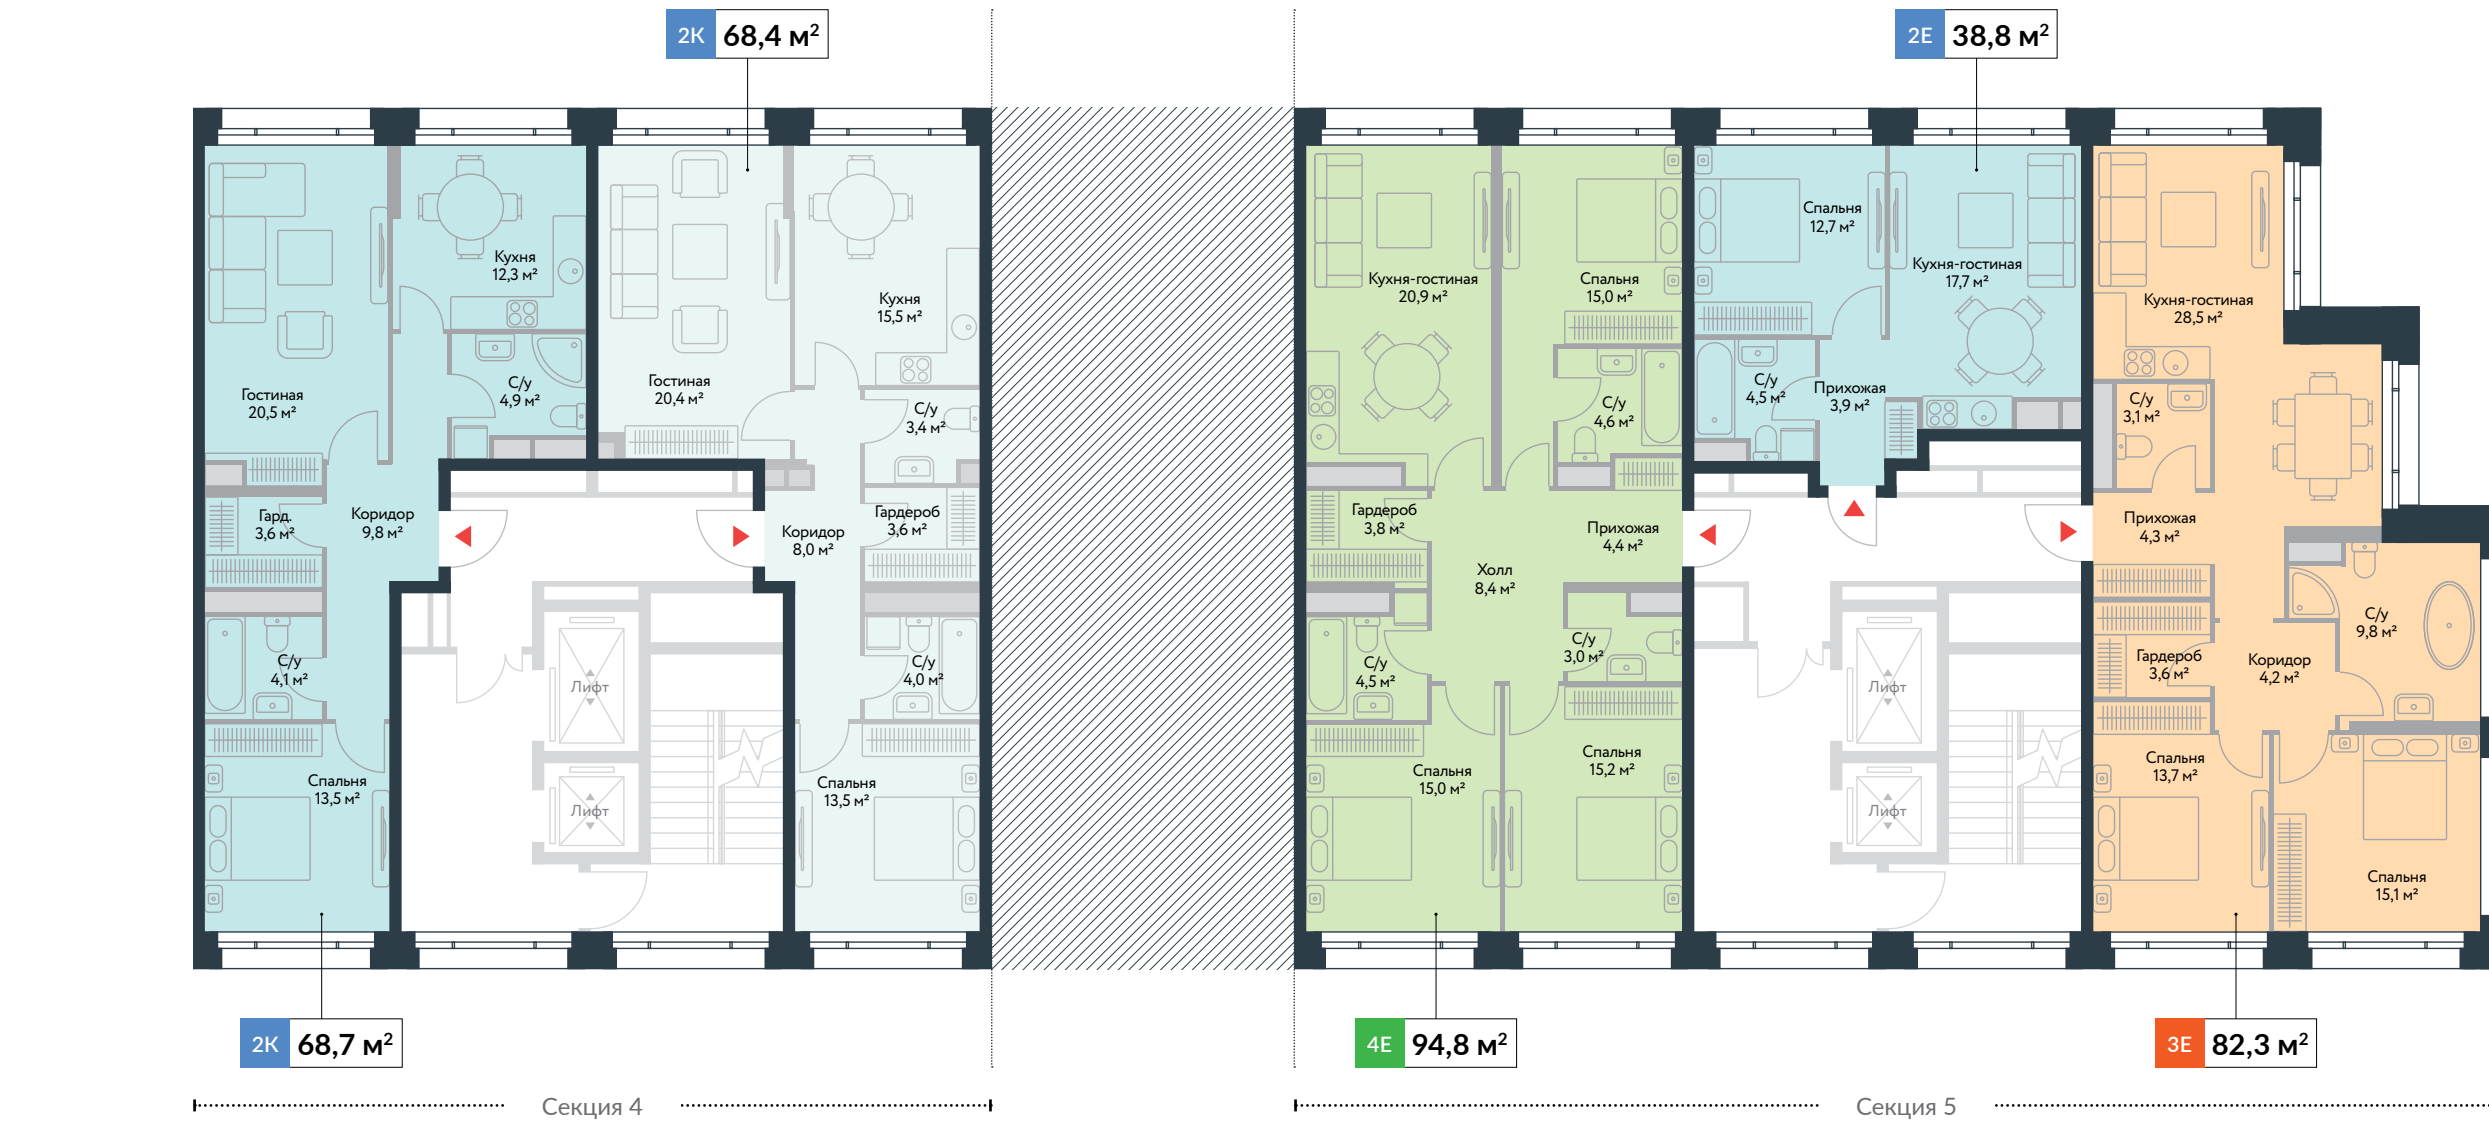 2К 68,4 м²
2Е 38,8 м²
Гостиная
20,5 м²
Кухня
12,3 м²
С/у
4,9 м²
Гард.
3,6 м²
Коридор
9,8 м²
С/у
4,1 м²
Спальня
13,5 м²
Гостиная
20,4 м²
Кухня
15,5 м²
С/у
3,4 м²
Коридор
8,0 м²
Гардероб
3,6 м²
С/у
4,0 м²
Спальня
13,5 м²
Лифт
Лифт
Кухня-гостиная
20,9 м²
Спальня
15,0 м²
С/у
4,6 м²
Гардероб
3,8 м²
Прихожая
4,4 м²
Холл
8,4 м²
С/у
4,5 м²
С/у
3,0 м²
Спальня
15,0 м²
Спальня
15,2 м²
Спальня
12,7 м²
Кухня-гостиная
17,7 м²
С/у
4,5 м²
Прихожая
3,9 м²
Лифт
Лифт
Кухня-гостиная
28,5 м²
С/у
3,1 м²
Прихожая
4,3 м²
Гардероб
3,6 м²
Коридор
4,2 м²
С/у
9,8 м²
Спальня
13,7 м²
Спальня
15,1 м²
2К 68,7 м²
4Е 94,8 м²
3Е 82,3 м²
Секция 4
Секция 5